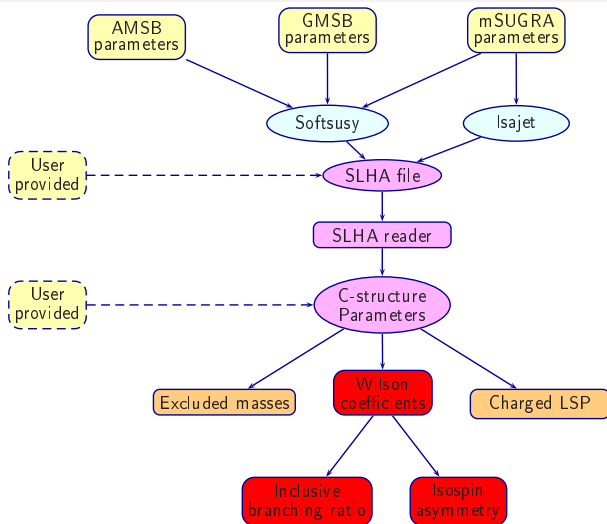 AMSB
parameters
GMSB
parameters
mSUGRA
parameters
Softsusy
Isajet
User
provided
SLHA file
SLHA reader
User
provided
C-structure
Parameters
Excluded masses
Wilson
coefficients
Charged LSP
Inclusive
branching ratio
Isospin
asymmetry